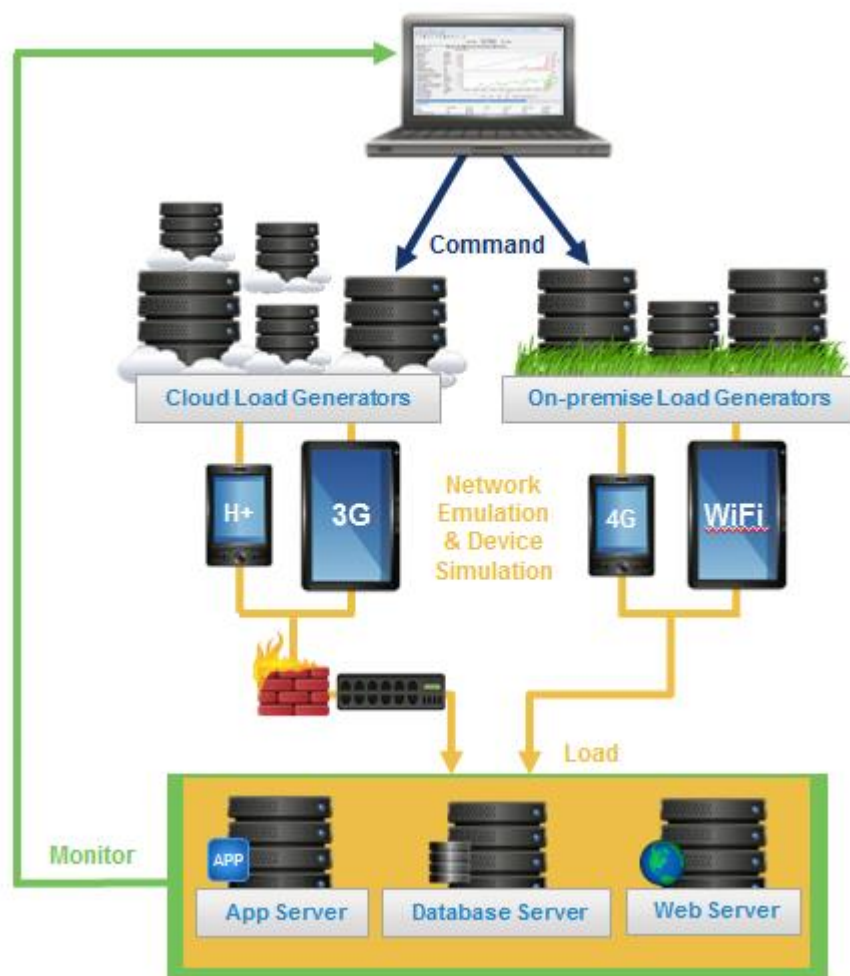 Command
Cloud Load Generators
On-premise Load Generators
H+
3G
Network
Emulation
& Device
Simulation
4G
WiFi
Load
Monitor
APP
App Server
Database Server
Web Server